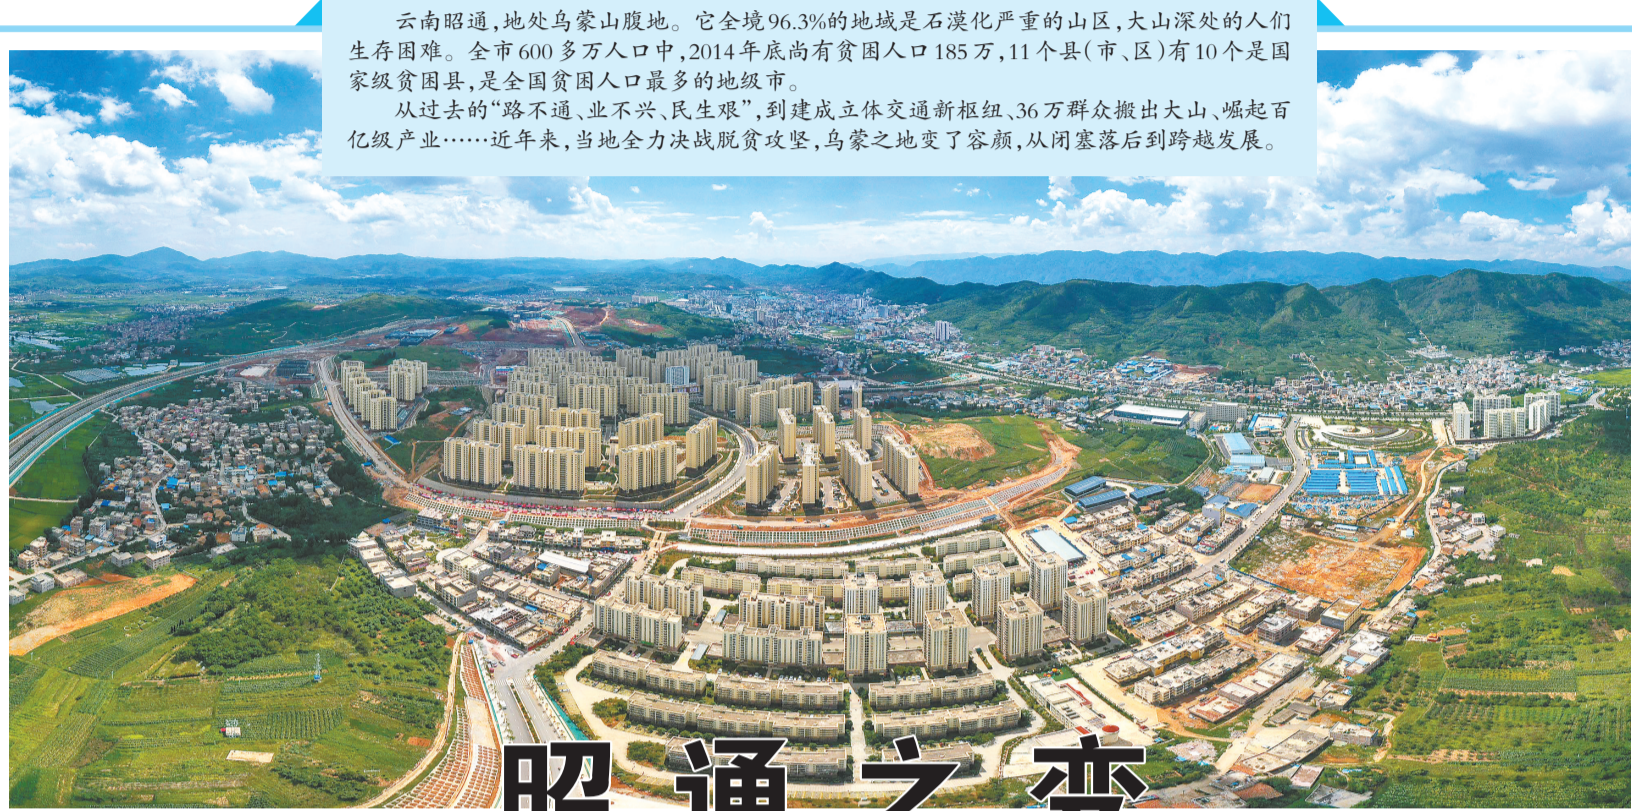 云南昭通，地处乌蒙山腹地。它全境96.3%的地域是石漠化严重的山区，大山深处的人们
生存困难。全市600多万人口中，2014年底尚有贫困人口185万，11个县（市、区）有10个是国
家级贫困县，是全国贫困人口最多的地级市。
从过去的“路不通、业不兴、民生艰”，到建成立体交通新枢纽、36万群众搬出大山、崛起百
亿级产业……近年来，当地全力决战脱贫攻坚，乌蒙之地变了容颜，从闭塞落后到跨越发展。
昭通之变